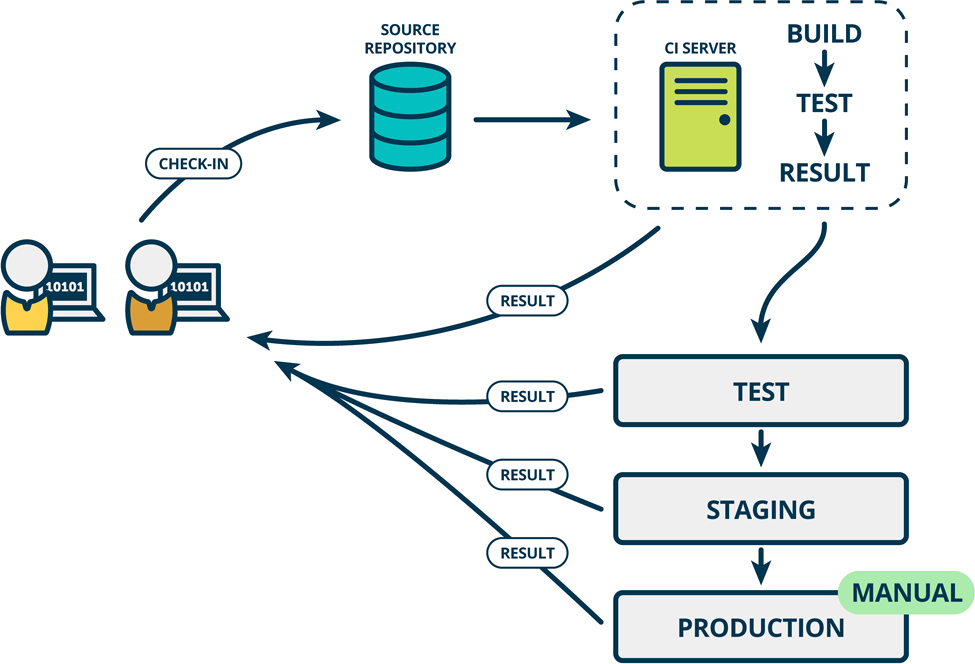 SOURCE
REPOSITORY
CI SERVER
BUILD
TEST
RESULT
CHECK-IN
10101
10101
RESULT
RESULT
TEST
RESULT
STAGING
RESULT
MANUAL
PRODUCTION